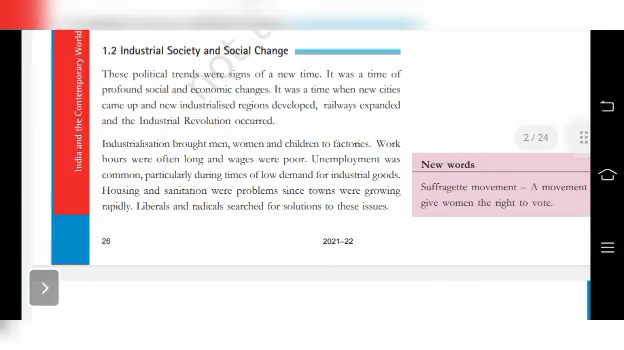 India and the Contemporary World
1.2 Industrial Society and Social Change
These political trends were signs of a new time. It was a time of
profound social and economic changes. It was a time when new cities
came up and new industrialised regions developed, railways expanded
and the Industrial Revolution occurred.
Industrialisation brought men, women and children to factories. Work
hours were often long and wages were poor. Unemployment was
common, particularly during times of low demand for industrial goods.
Housing and sanitation were problems since towns were growing
rapidly. Liberals and radicals searched for solutions to these issues.
2 / 24
New words
Suffragette movement – A movement
give women the right to vote.
26
2021–22
not